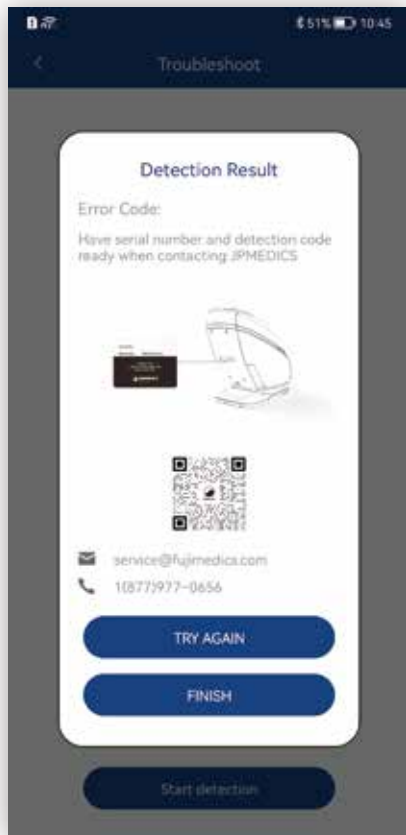 51% 10:45
Troubleshoot
Detection Result
Error Code:
Have serial number and detection code
ready when contacting JPMEDICS
service@fujimedics.com
1(877)977-0656
TRY AGAIN
FINISH
Start detection